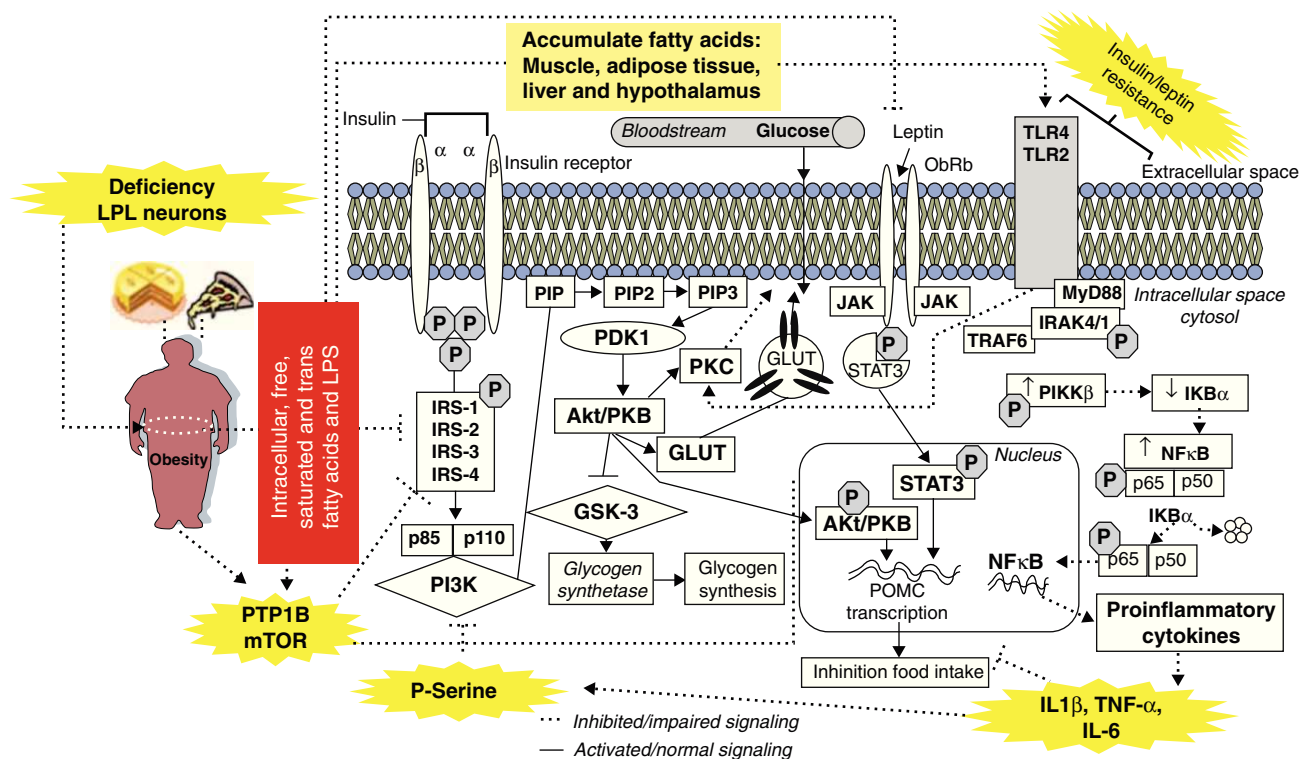 Accumulate fatty acids:
Muscle, adipose tissue,
liver and hypothalamus
Insulin/leptin
resistance
Insulin
α α
β
β
Insulin receptor
Bloodstream Glucose
Leptin
ObRb
TLR4
TLR2
Extracellular space
Deficiency
LPL neurons
PIP
PIP2
PIP3
JAK
JAK
MyD88
Intracellular space
cytosol
IRAK4/1
P
TRAF6
P P
P
PDK1
PKC
GLUT
P
STAT3
Intracellular, free,
saturated and trans
fatty acids and LPS
Obesity
P
IRS-1
IRS-2
IRS-3
IRS-4
Akt/PKB
GLUT
↑ PIKKβ
P
↓ IKBα
↑ NFκB
P
p65 p50
Nucleus
P
STAT3
P
AKt/PKB
GSK-3
p85 p110
PI3K
Glycogen
synthetase
Glycogen
synthesis
POMC
transcription
NFκB
IKBα
P
p65 p50
PTP1B
mTOR
Proinflammatory
cytokines
Inhinition food intake
P-Serine
IL1β, TNF-α,
IL-6
Inhibited/impaired signaling
Activated/normal signaling